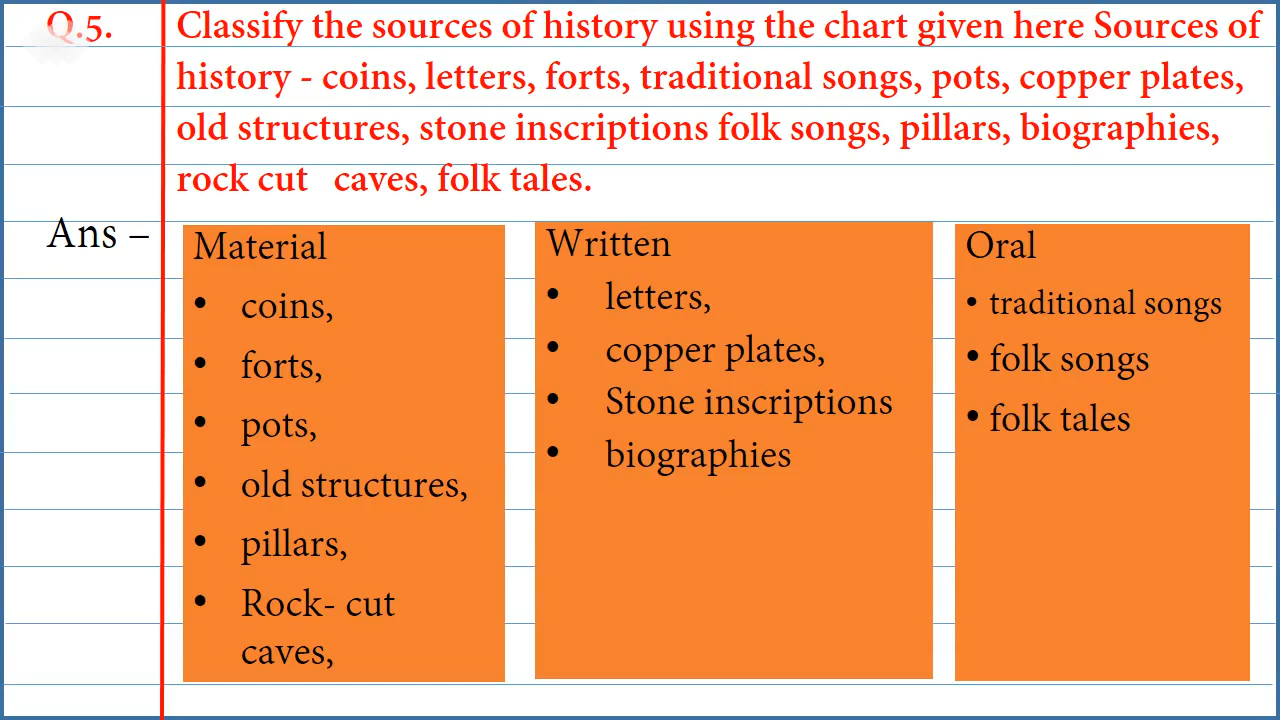 Q.5.
Classify the sources of history using the chart given here Sources of
history - coins, letters, forts, traditional songs, pots, copper plates,
old structures, stone inscriptions folk songs, pillars, biographies,
rock cut caves, folk tales.
Ans –
Material
• coins,
• forts,
• pots,
• old structures,
• pillars,
• Rock- cut
caves,
Written
• letters,
• copper plates,
• Stone inscriptions
• biographies
Oral
• traditional songs
• folk songs
• folk tales